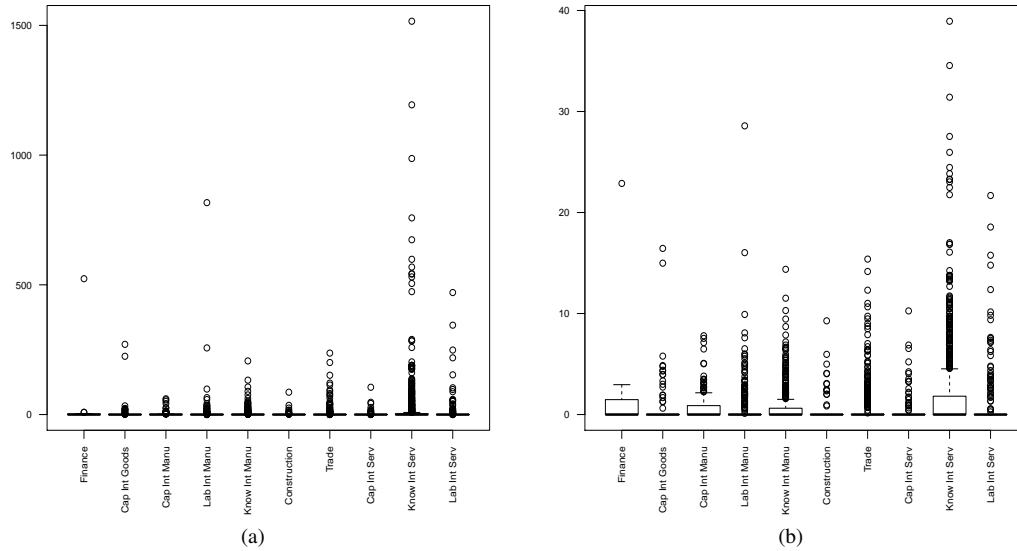 1500
1000
500
0
Finance
Cap Int Goods
Cap Int Manu
Lab Int Manu
Know Int Manu
Construction
Trade
Cap Int Serv
Know Int Serv
Lab Int Serv
(a)
40
30
20
10
0
Finance
Cap Int Goods
Cap Int Manu
Lab Int Manu
Know Int Manu
Construction
Trade
Cap Int Serv
Know Int Serv
Lab Int Serv
(b)